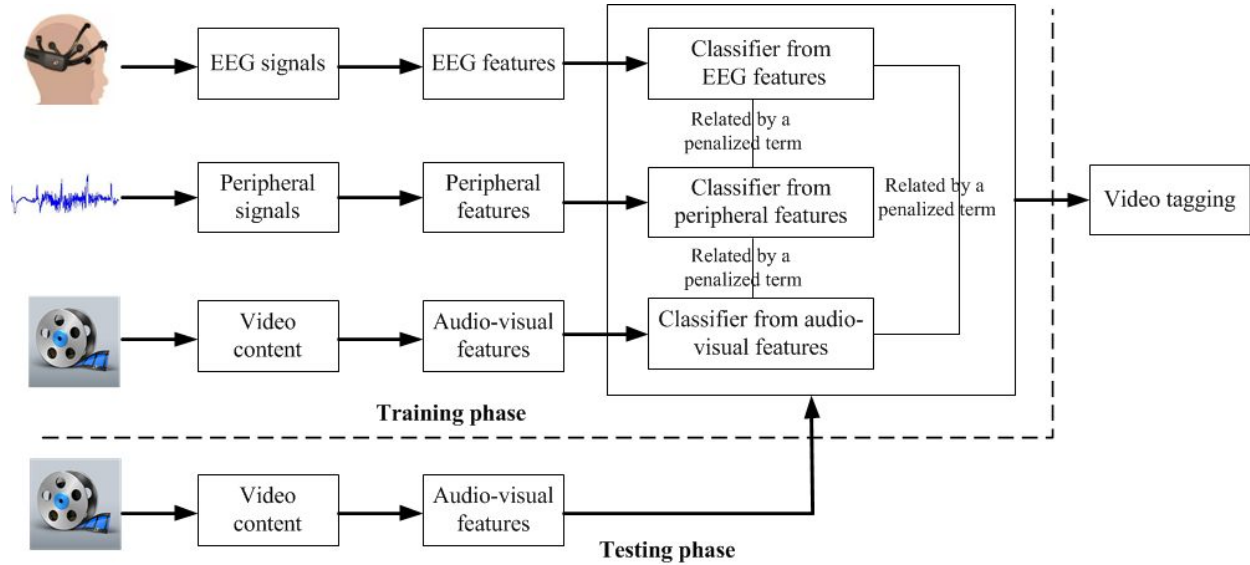 EEG signals
EEG features
Classifier from
EEG features
Related by a
penalized term
Peripheral
signals
Peripheral
features
Classifier from
peripheral features
Related by a
penalized term
Video tagging
Related by a
penalized term
Video
content
Audio-visual
features
Classifier from audio-
visual features
Training phase
Video
content
Audio-visual
features
Testing phase